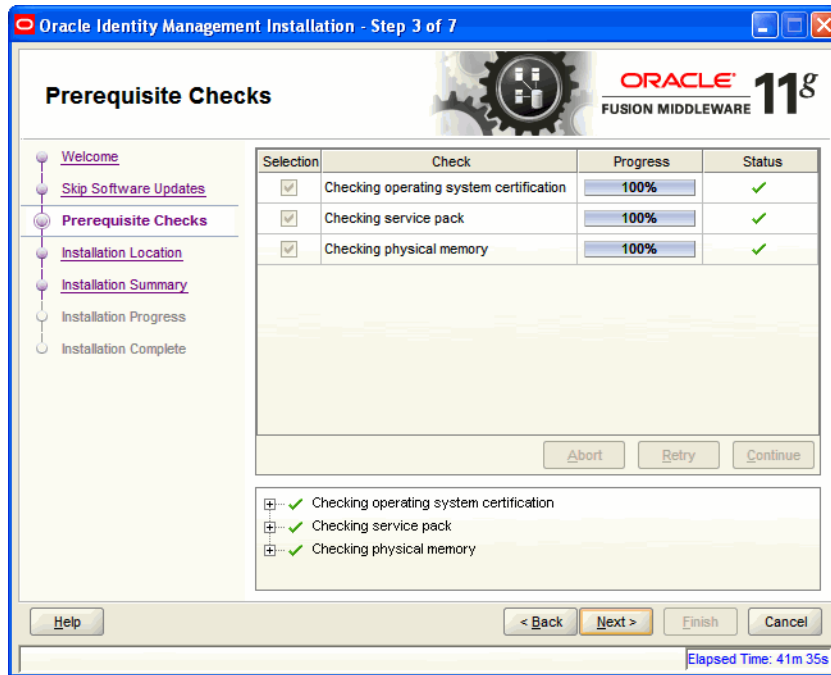 Oracle Identity Management Installation - Step 3 of 7
Prerequisite Checks
ORACLE
FUSION MIDDLEWARE 11g
Welcome
Skip Software Updates
Prerequisite Checks
Installation Location
Installation Summary
Installation Progress
Installation Complete
Selection Check Progress Status
Checking operating system certification 100%
Checking service pack 100%
Checking physical memory 100%
Abort Retry Continue
Checking operating system certification
Checking service pack
Checking physical memory
Help < Back Next > Finish Cancel
Elapsed Time: 41m 35s